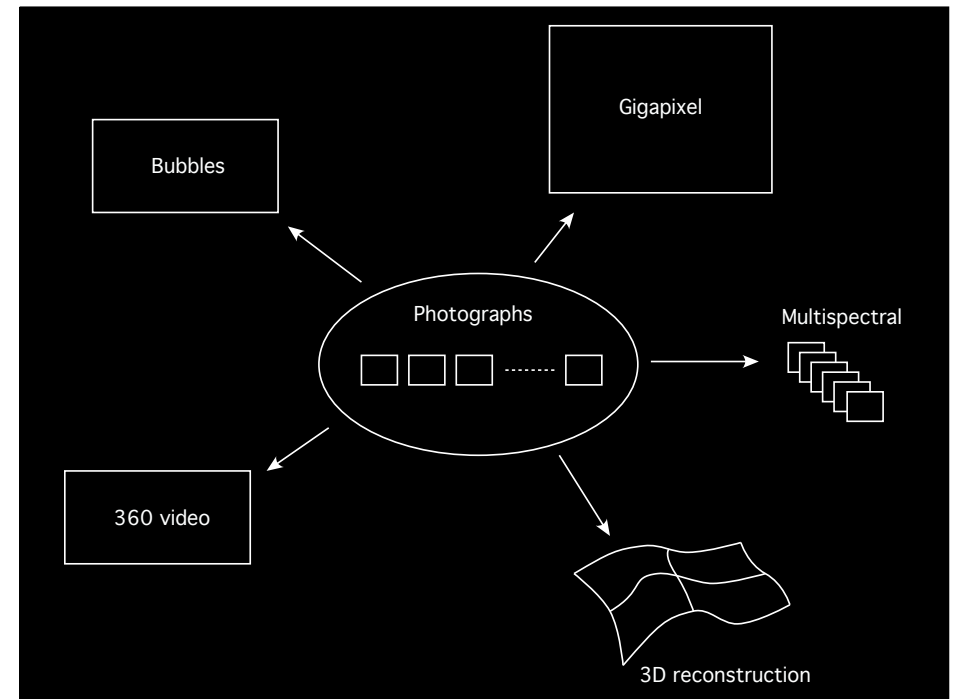 Gigapixel
Bubbles
Photographs
Multispectral
360 video
3D reconstruction